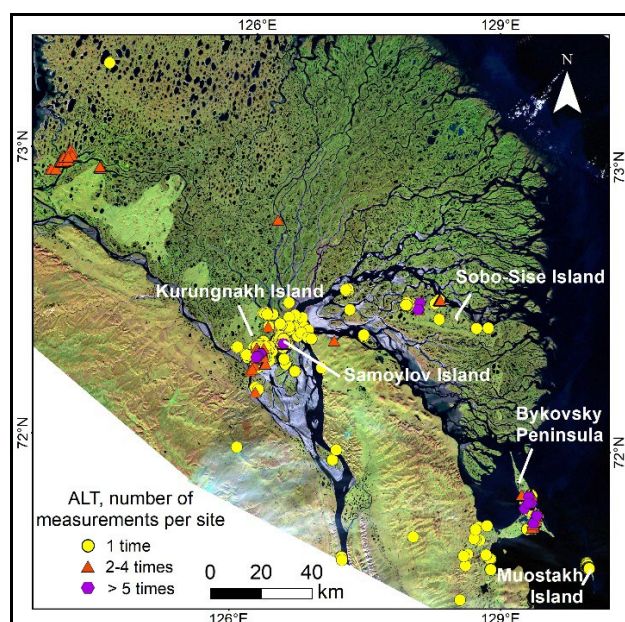 126°E
129°E
N
73°N
73°N
Sobo-Sise Island
Kurungnakh Island
Samoylov Island
Bykovsky
Peninsula
72°N
72°N
ALT, number of
measurements per site
1 time
2-4 times
> 5 times
0
20
40
km
Muostakh
Island
126°E
129°E